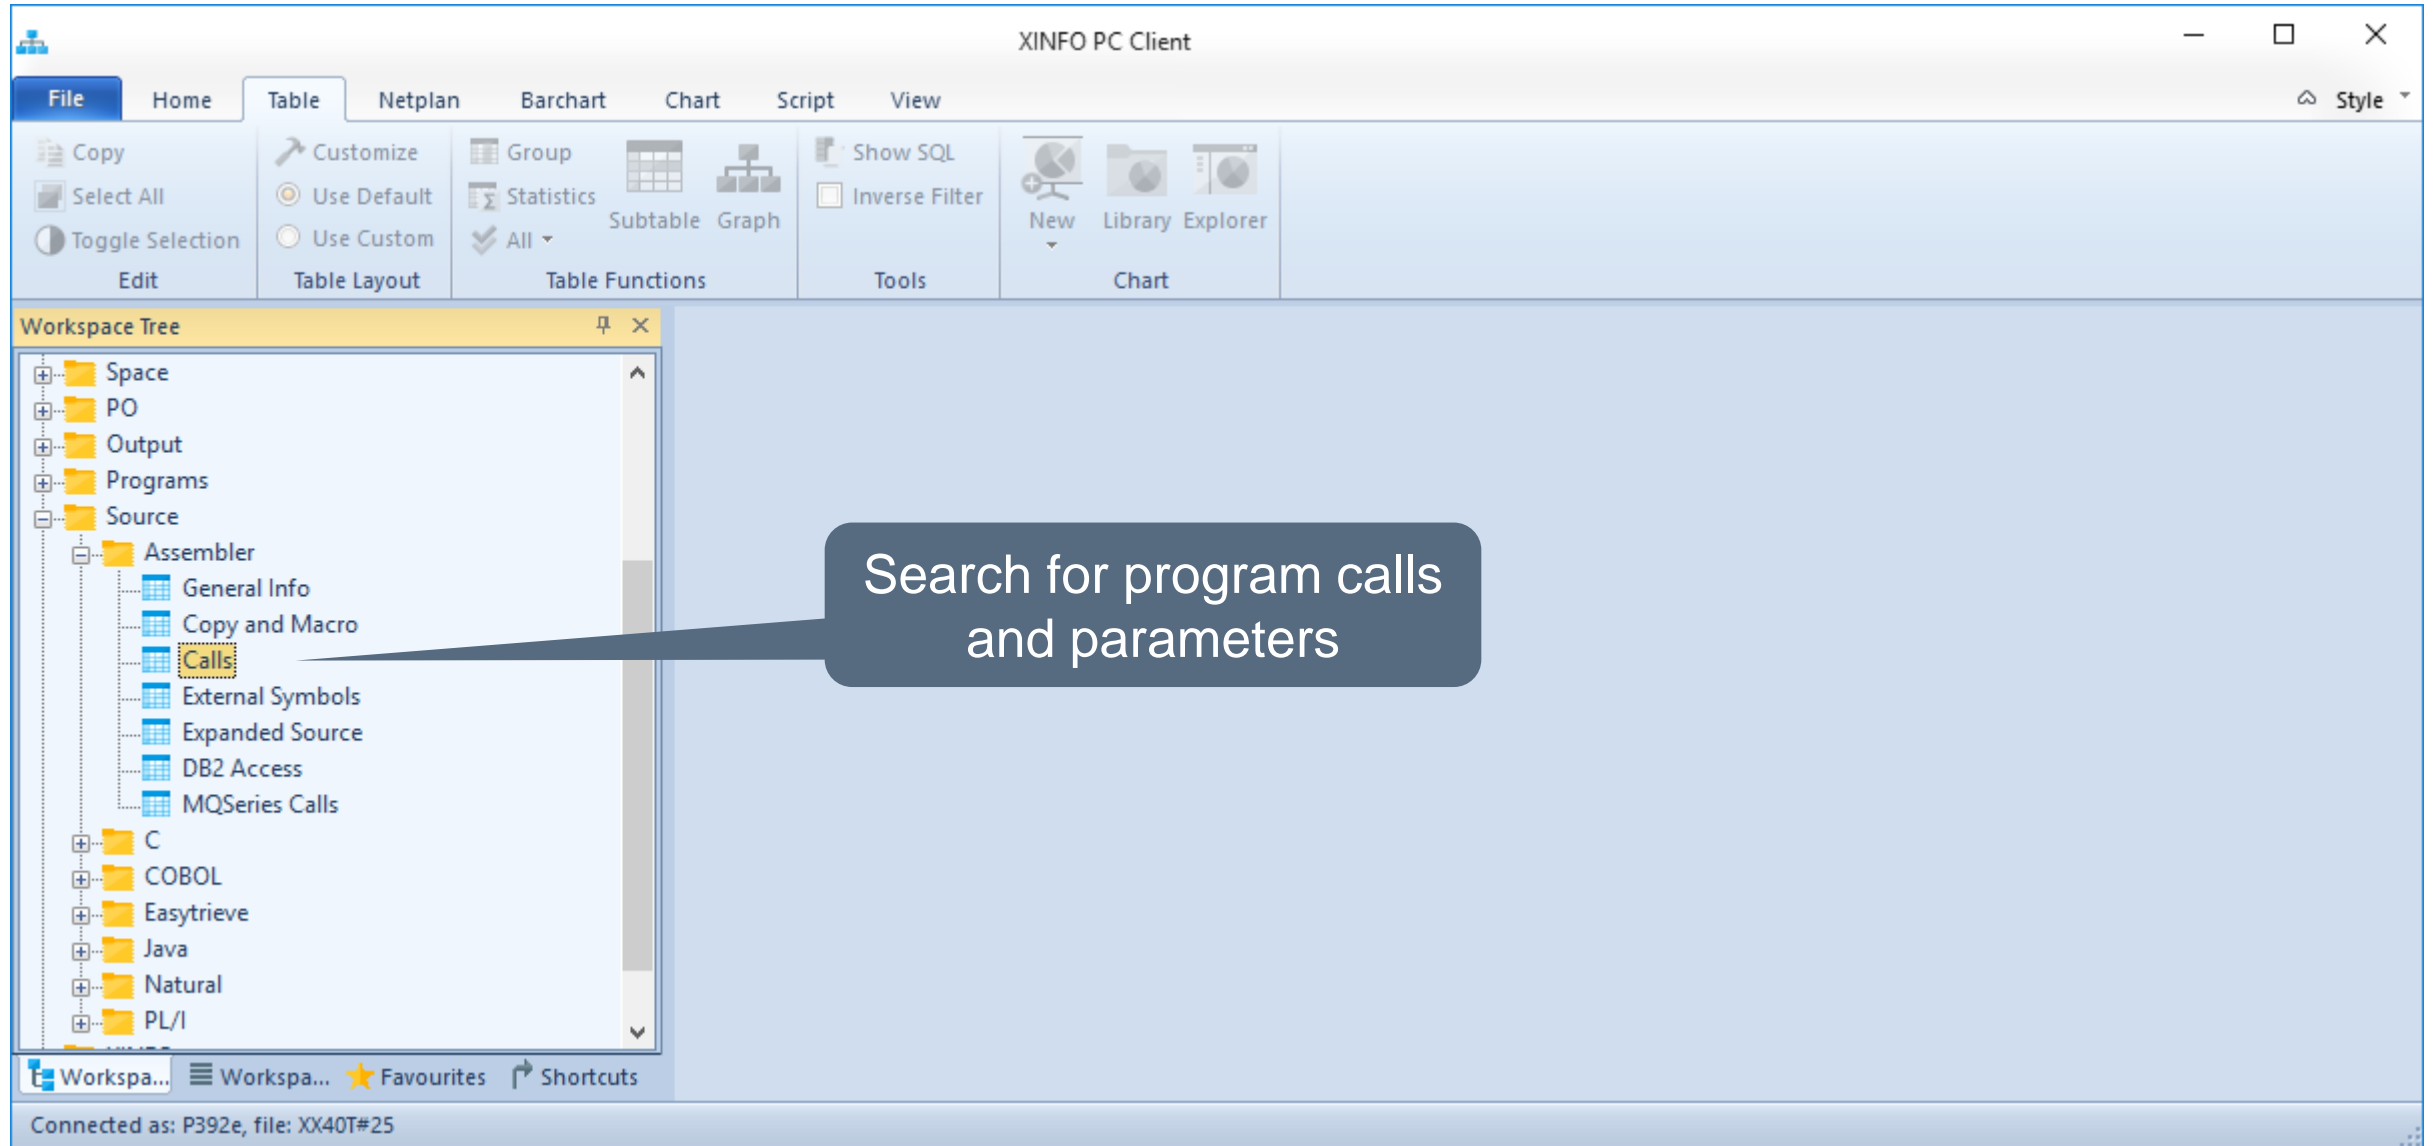 XINFO PC Client
File Home Table Netplan Barchart Chart Script View Style
Copy
Select All
Toggle Selection
Edit
Customize
Use Default
Use Custom
Table Layout
Group
Statistics
All
Subtable Graph
Table Functions
Show SQL
Inverse Filter
Tools
New Library Explorer
Chart
Workspace Tree
Space
PO
Output
Programs
Source
Assembler
General Info
Copy and Macro
Calls
External Symbols
Expanded Source
DB2 Access
MQSeries Calls
C
COBOL
Easytrieve
Java
Natural
PL/I
Search for program calls
and parameters
Workspa... Workspa... Favourites Shortcuts
Connected as: P392e, file: XX40T#25